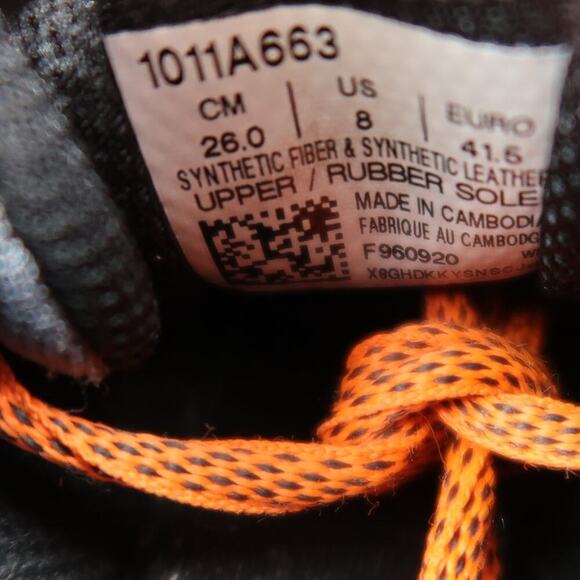 1011A663
CM | US | EURO
26.0 | 8 | 41.5
SYNTHETIC FIBER & SYNTHETIC LEATHER
UPPER / RUBBER SOLE
MADE IN CAMBODIA
FABRIQUE AU CAMBODG
F960920